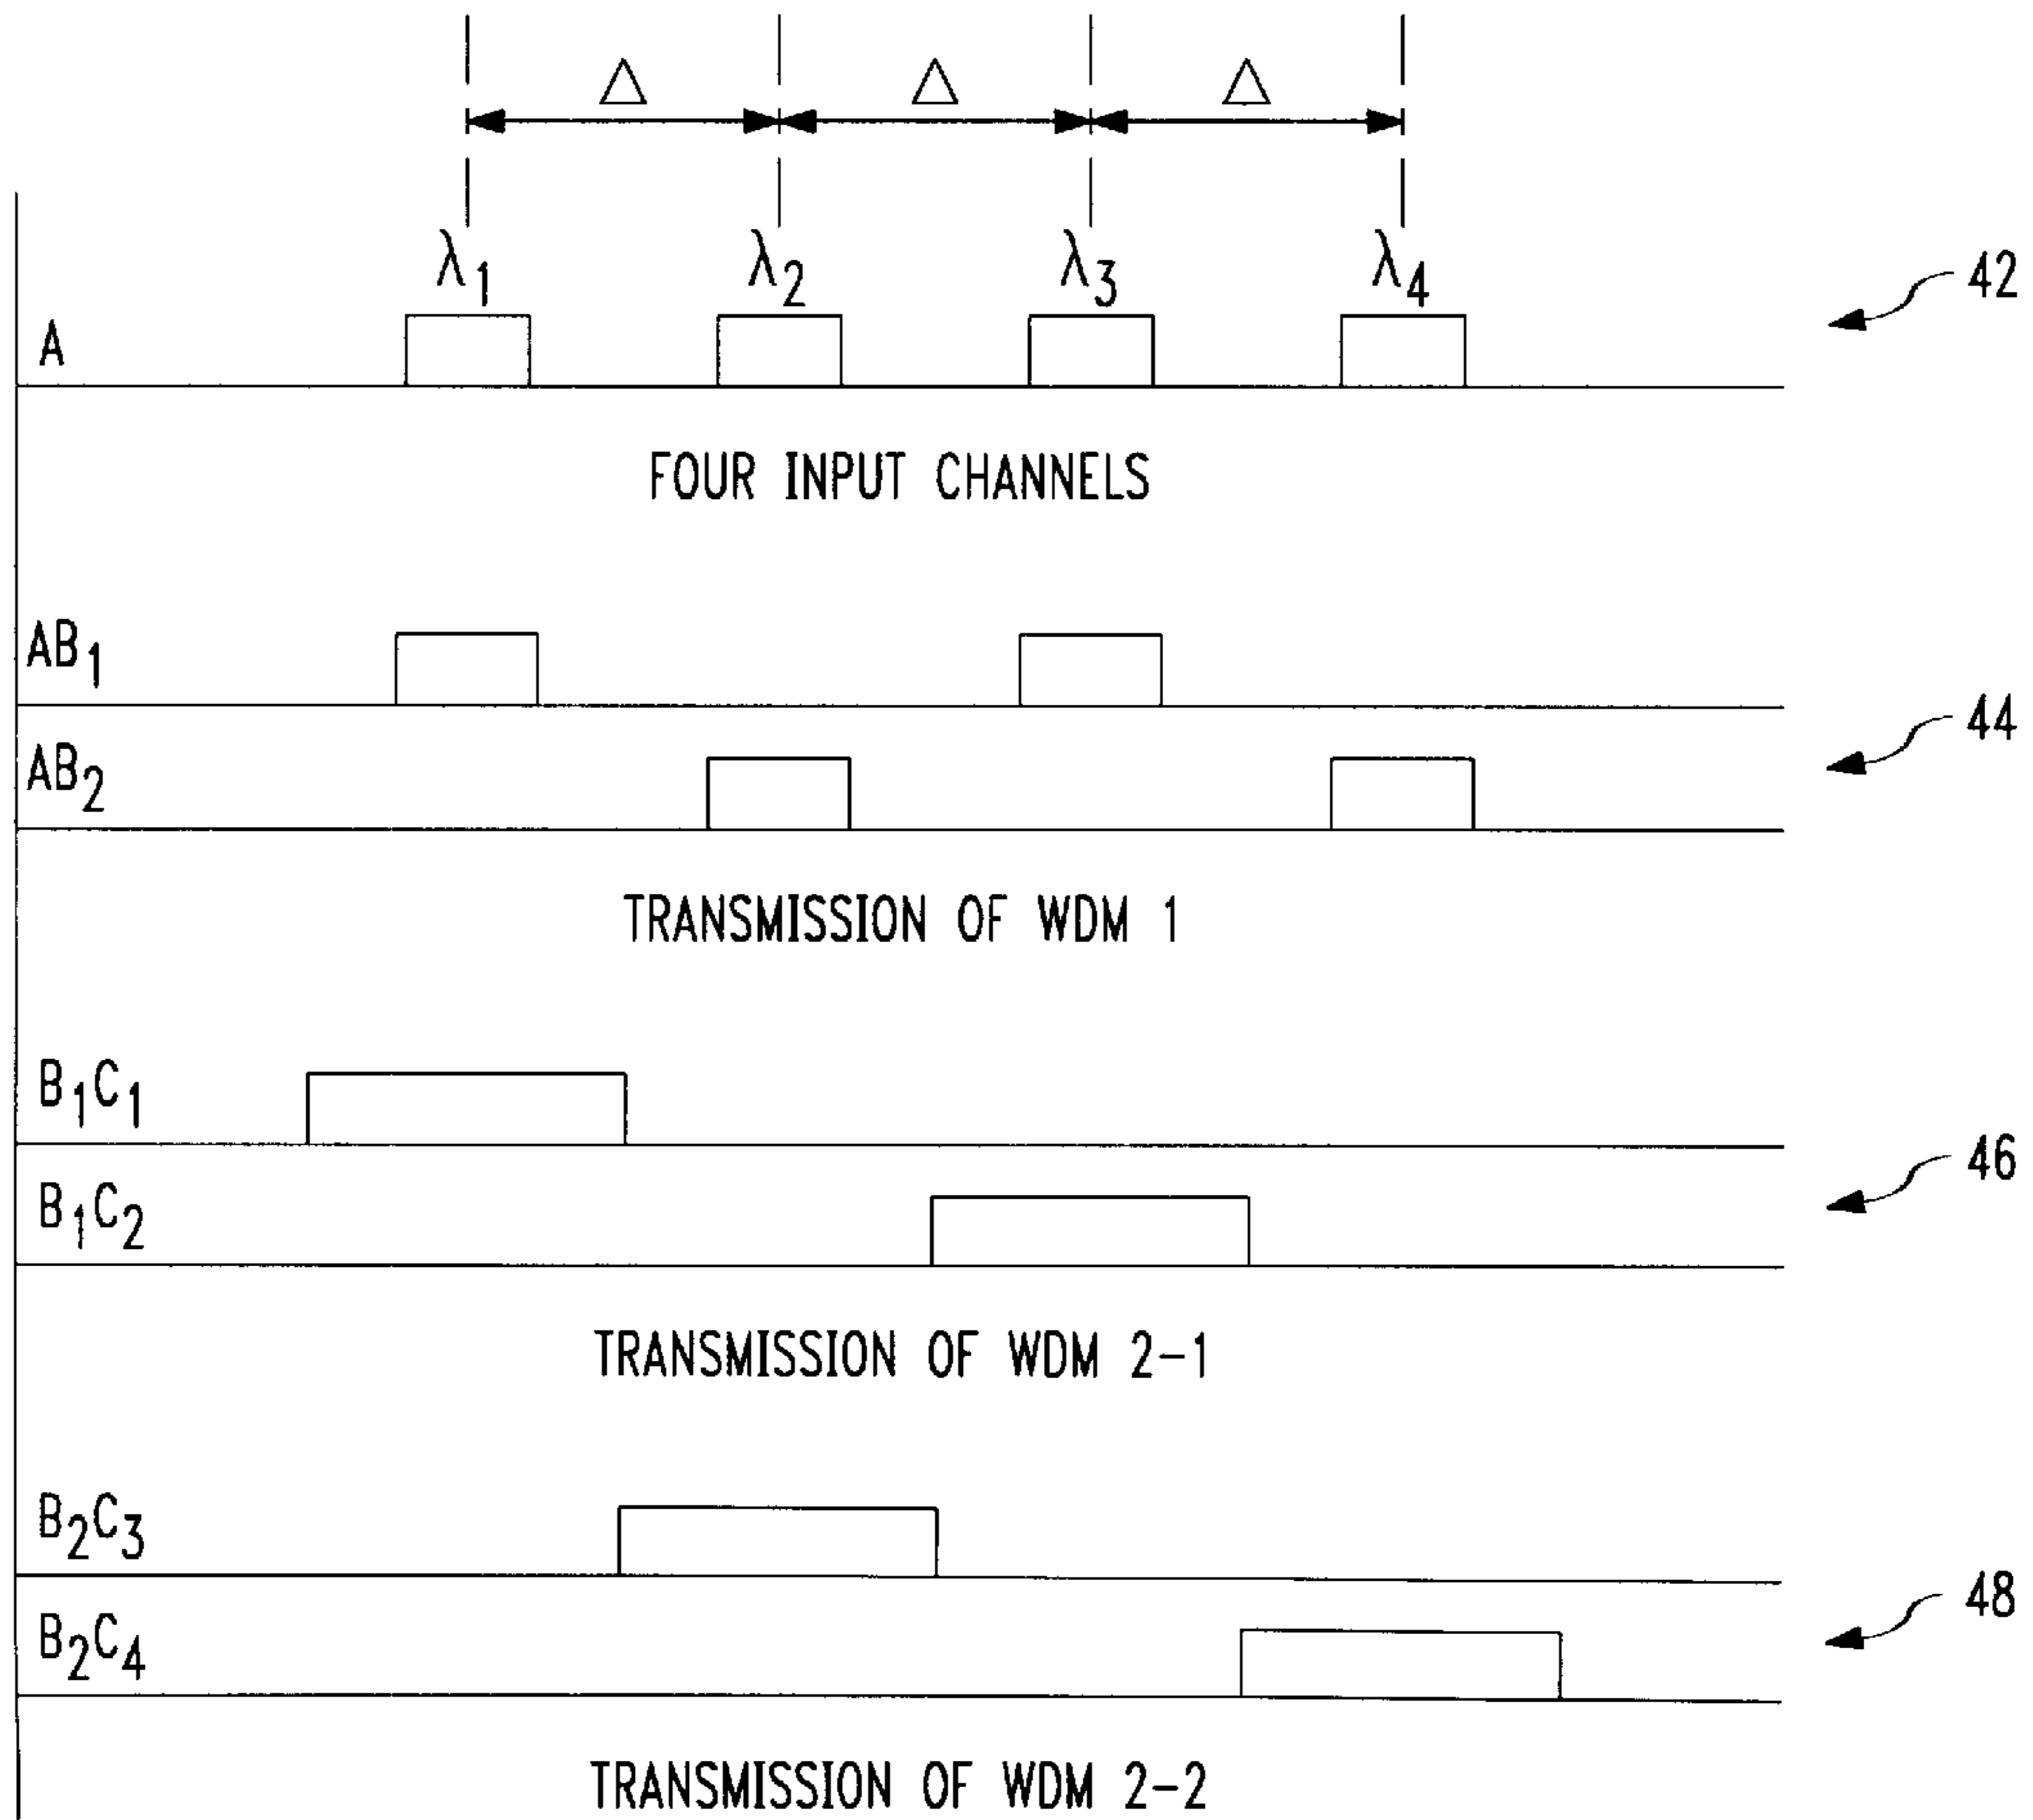 △ △ △
λ1 λ2 λ3 λ4
42
A
FOUR INPUT CHANNELS
AB1
44
AB2
TRANSMISSION OF WDM 1
B1C1
46
B1C2
TRANSMISSION OF WDM 2-1
B2C3
48
B2C4
TRANSMISSION OF WDM 2-2